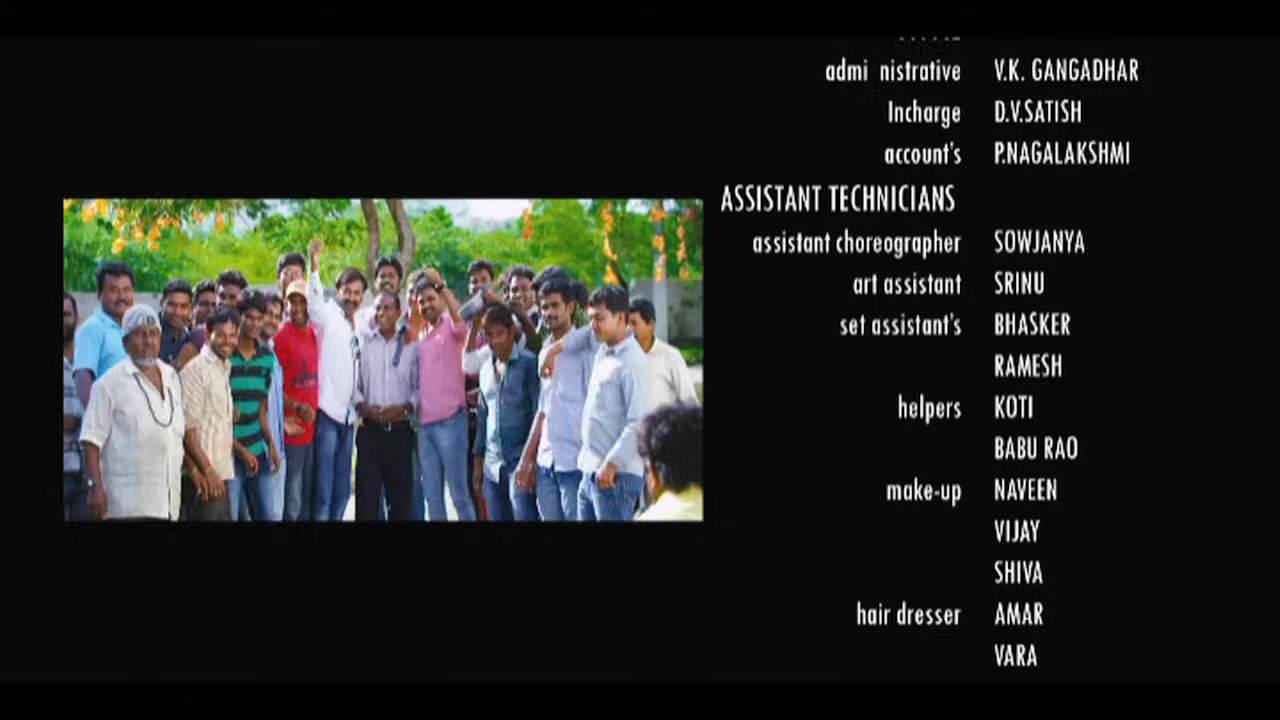 admi nistrative V.K. GANGADHAR
Incharge D.V.SATISH
account's P.NAGALAKSHMI
ASSISTANT TECHNICIANS
assistant choreographer SOWJANYA
art assistant SRINU
set assistant's BHASKER
RAMESH
helpers KOTI
BABU RAO
make-up NAVEEN
VIJAY
SHIVA
hair dresser AMAR
VARA